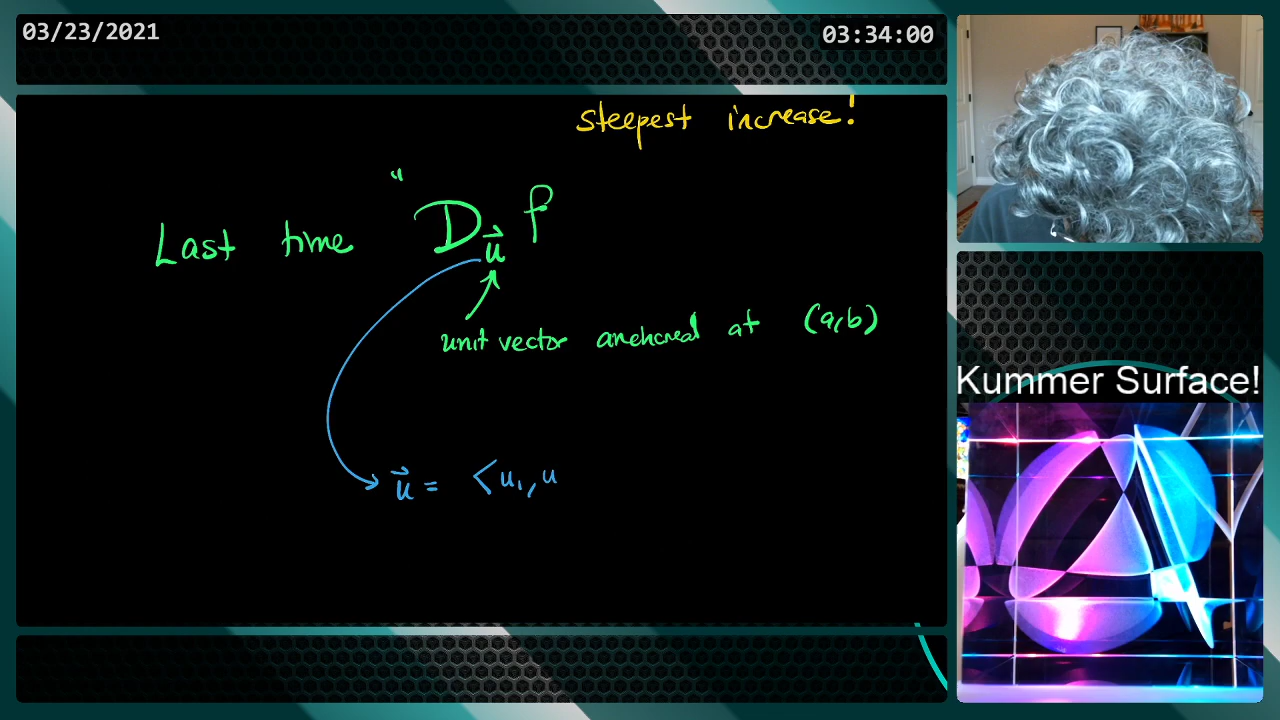 03/23/2021
03:34:00
steepest increase!
Last time " D_u⃗ f
unit vector anchored at (a,b)
u⃗ = <u₁, u
Kummer Surface!